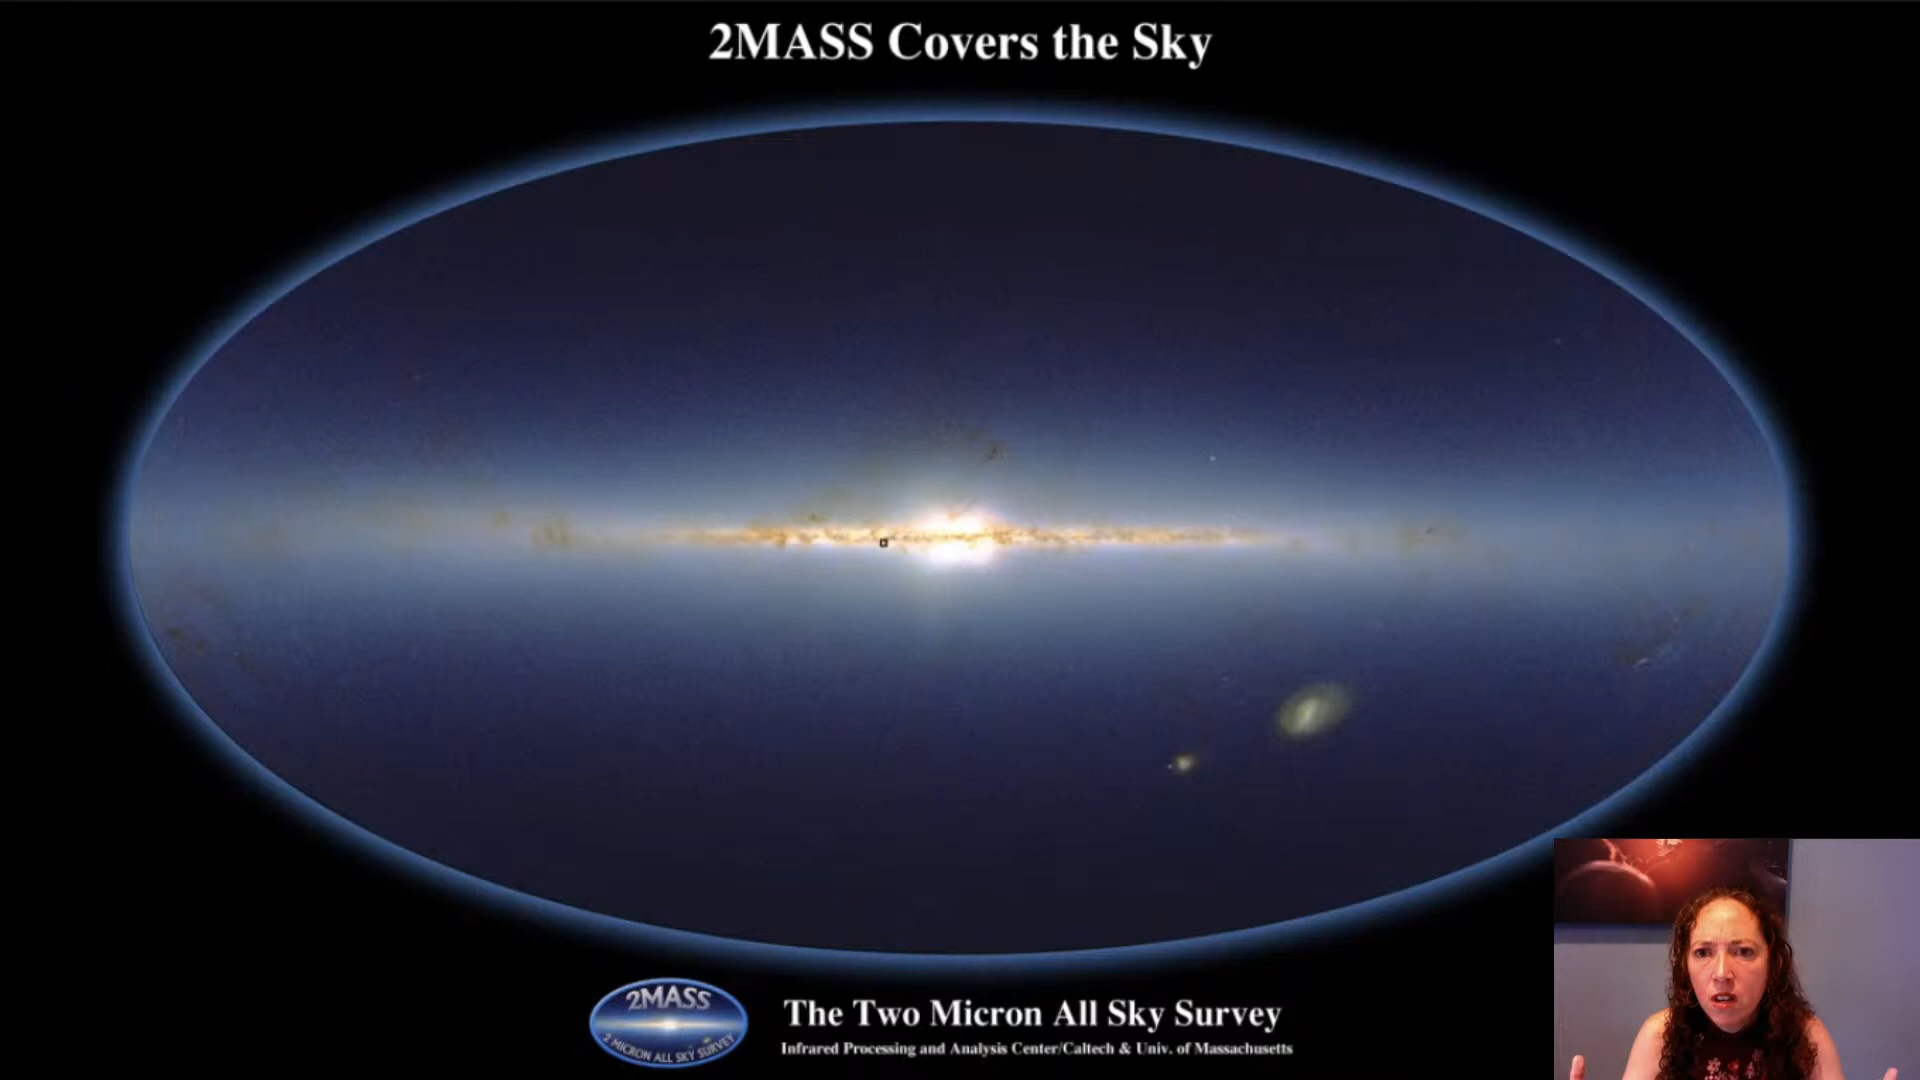 2MASS Covers the Sky
2MASS
2 MICRON ALL SKY SURVEY
The Two Micron All Sky Survey
Infrared Processing and Analysis Center/Caltech & Univ. of Massachusetts